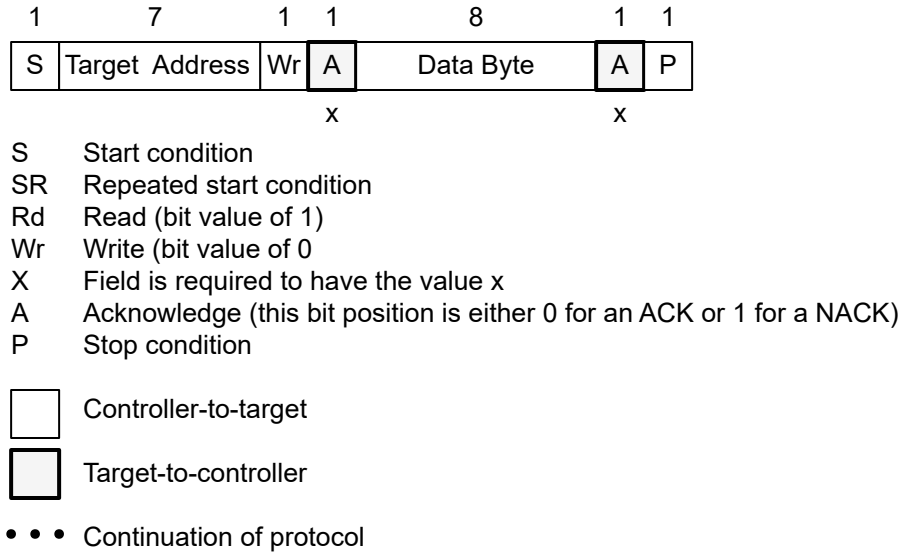 1 7 1 1 8 1 1
S Target Address Wr A Data Byte A P
x x
S Start condition
SR Repeated start condition
Rd Read (bit value of 1)
Wr Write (bit value of 0
X Field is required to have the value x
A Acknowledge (this bit position is either 0 for an ACK or 1 for a NACK)
P Stop condition
Controller-to-target
Target-to-controller
• • • Continuation of protocol